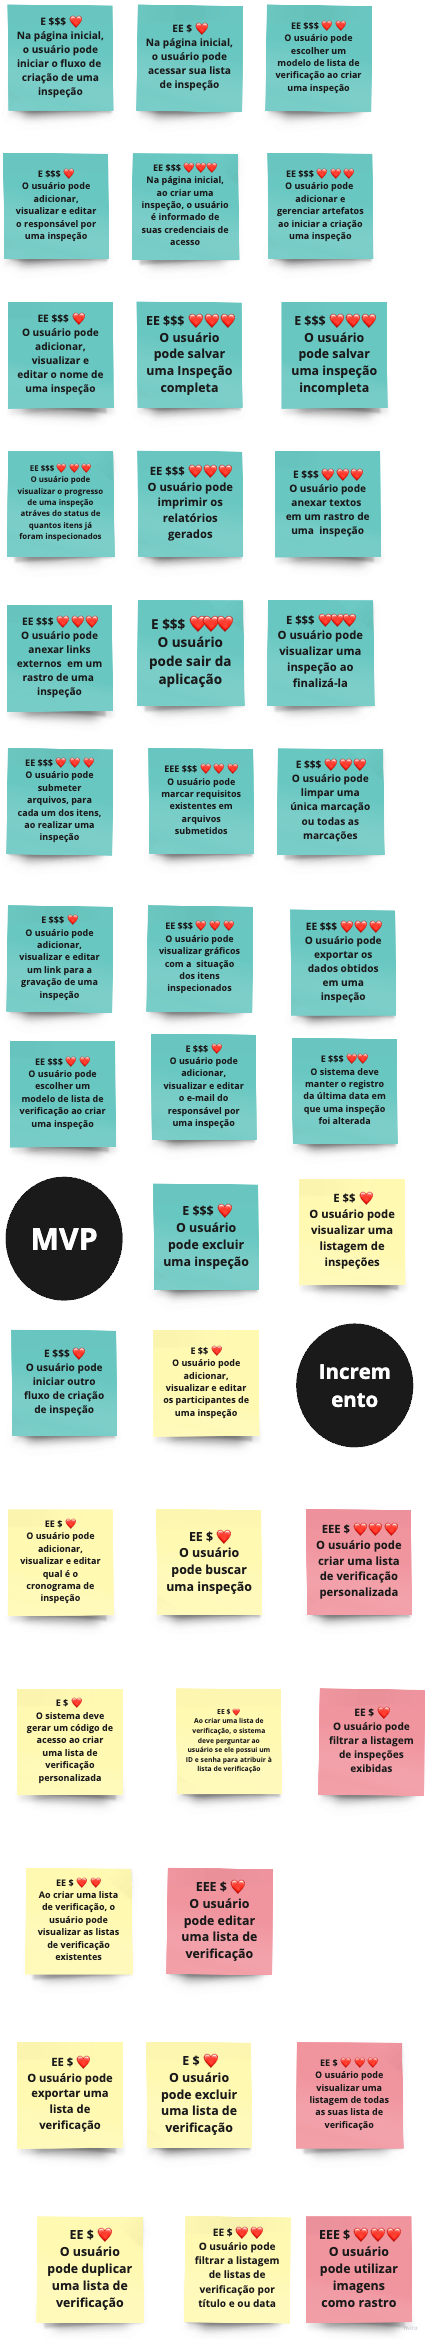 E $$$ ❤️
Na página inicial,
o usuário pode
iniciar o fluxo de
criação de uma
inspeção
EE $ ❤️
Na página inicial,
o usuário pode
acessar sua lista
de inspeção
EE $$$ ❤️ ❤️
O usuário pode
escolher um
modelo de lista de
verificação ao criar
uma inspeção
E $$$ ❤️
O usuário pode
adicionar,
visualizar e editar
o responsável por
uma inspeção
EE $$$ ❤️❤️❤️
Na página inicial,
ao criar uma
inspeção, o usuário
é informado de
suas credenciais de
acesso
EE $$$ ❤️ ❤️ ❤️
O usuário pode
adicionar e
gerenciar artefatos
ao iniciar a criação
uma inspeção
EE $$$ ❤️
O usuário pode
adicionar,
visualizar e
editar o nome de
uma inspeção
EE $$$ ❤️❤️❤️
O usuário
pode salvar
uma Inspeção
completa
E $$$ ❤️❤️❤️
O usuário
pode salvar
uma inspeção
incompleta
EE $$$ ❤️ ❤️ ❤️
O usuário pode
visualizar o progresso
de uma inspeção
atráves do status de
quantos itens já
foram inspecionados
EE $$$ ❤️❤️❤️
O usuário pode
imprimir os
relatórios
gerados
E $$$ ❤️ ❤️ ❤️
O usuário pode
anexar textos
em um rastro de
uma inspeção
EE $$$ ❤️ ❤️ ❤️
O usuário pode
anexar links
externos em um
rastro de uma
inspeção
E $$$ ❤️❤️❤️
O usuário
pode sair da
aplicação
E $$$ ❤️❤️❤️
O usuário pode
visualizar uma
inspeção ao
finalizá-la
EE $$$ ❤️ ❤️ ❤️
O usuário pode
submeter
arquivos, para
cada um dos itens,
ao realizar uma
inspeção
EEE $$$ ❤️ ❤️ ❤️
O usuário pode
marcar requisitos
existentes em
arquivos
submetidos
E $$$ ❤️❤️❤️
O usuário pode
limpar uma
única marcação
ou todas as
marcações
E $$$ ❤️
O usuário pode
adicionar,
visualizar e editar
um link para a
gravação de uma
inspeção
EE $$$ ❤️ ❤️ ❤️
O usuário pode
visualizar gráficos
com a situação
dos itens
inspecionados
EE $$$ ❤️❤️❤️
O usuário pode
exportar os
dados obtidos
em uma
inspeção
EE $$$ ❤️ ❤️
O usuário pode
escolher um
modelo de lista de
verificação ao criar
uma inspeção
E $$$ ❤️
O usuário pode
adicionar,
visualizar e editar
o e-mail do
responsável por
uma inspeção
E $$$ ❤️❤️
O sistema deve
manter o registro
da última data em
que uma inspeção
foi alterada
MVP
E $$$ ❤️
O usuário
pode excluir
uma inspeção
E $$ ❤️
O usuário pode
visualizar uma
listagem de
inspeções
E $$$ ❤️
O usuário pode
iniciar outro
fluxo de criação
de inspeção
E $$ ❤️
O usuário pode
adicionar,
visualizar e editar
os participantes de
uma inspeção
Increm
ento
EE $ ❤️
O usuário pode
adicionar,
visualizar e editar
qual é o
cronograma de
inspeção
EE $ ❤️
O usuário
pode buscar
uma inspeção
EEE $ ❤️❤️❤️
O usuário pode
criar uma lista
de verificação
personalizada
E $ ❤️
O sistema deve
gerar um código de
acesso ao criar
uma lista de
verificação
personalizada
EE $ ❤️
Ao criar uma lista de
verificação, o sistema
deve perguntar ao
usuário se ele possui um
ID e senha para atribuir à
lista de verificação
EE $ ❤️
O usuário pode
filtrar a listagem
de inspeções
exibidas
EE $ ❤️ ❤️
Ao criar uma lista
de verificação, o
usuário pode
visualizar as listas
de verificação
existentes
EEE $ ❤️
O usuário
pode editar
uma lista de
verificação
EE $ ❤️
O usuário pode
exportar uma
lista de
verificação
E $ ❤️
O usuário
pode excluir
uma lista de
verificação
EE $ ❤️ ❤️ ❤️
O usuário pode
visualizar uma
listagem de todas
as suas lista de
verificação
EE $ ❤️
O usuário
pode duplicar
uma lista de
verificação
EE $ ❤️❤️
O usuário pode
filtrar a listagem
de listas de
verificação por
título e ou data
EEE $ ❤️❤️❤️
O usuário
pode utilizar
imagens
como rastro
miro